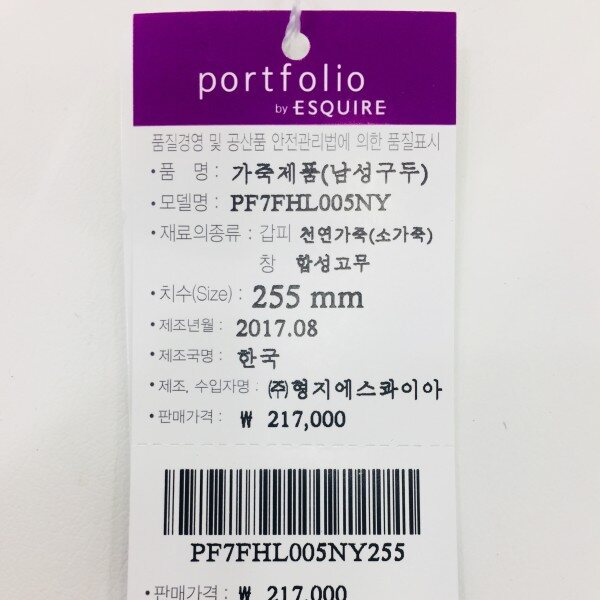 portfolio
by ESQUIRE
품질경영 및 공산품 안전관리법에 의한 품질표시
•품 명: 가죽제품(남성구두)
•모델명: PF7FHL005NY
•재료의종류: 갑피 천연가죽(소가죽)
창 합성고무
•치수(Size): 255 mm
•제조년월: 2017.08
•제조국명: 한국
•제조, 수입자명: ㈜형지에스콰이아
•판매가격: ₩ 217,000
PF7FHL005NY255
•판매가격: ₩ 217,000